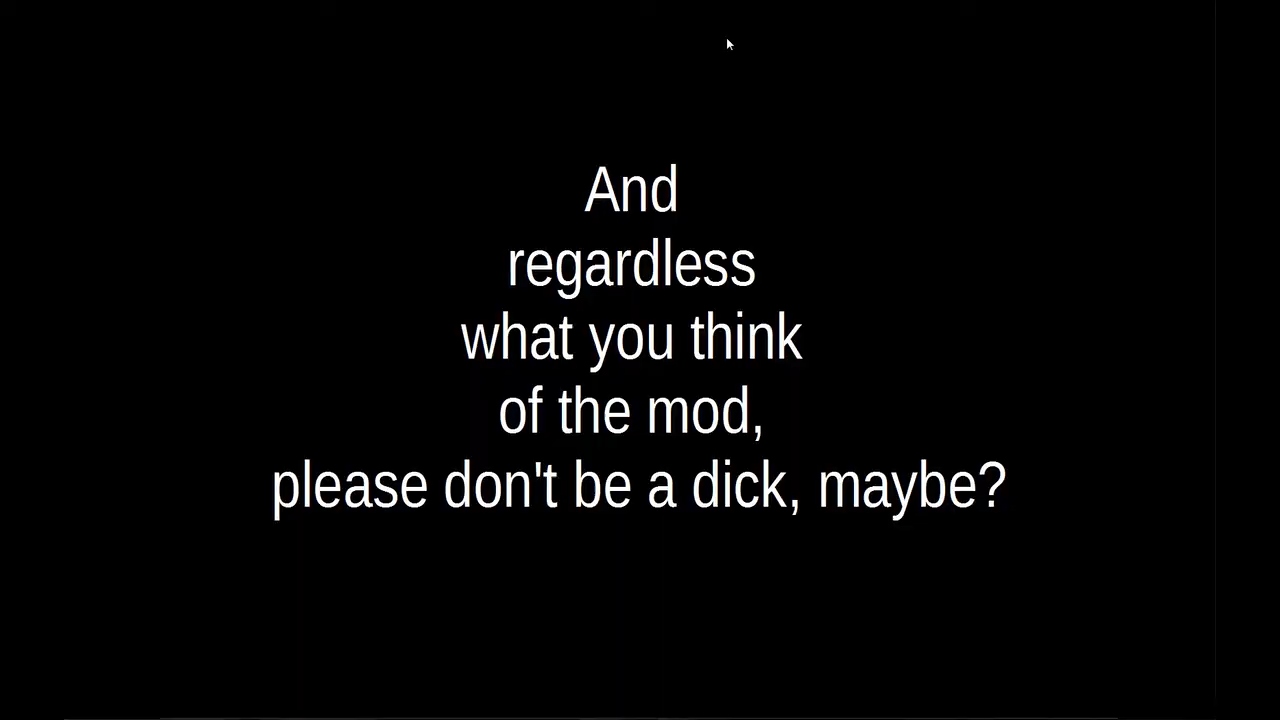 And
regardless
what you think
of the mod,
please don't be a dick, maybe?